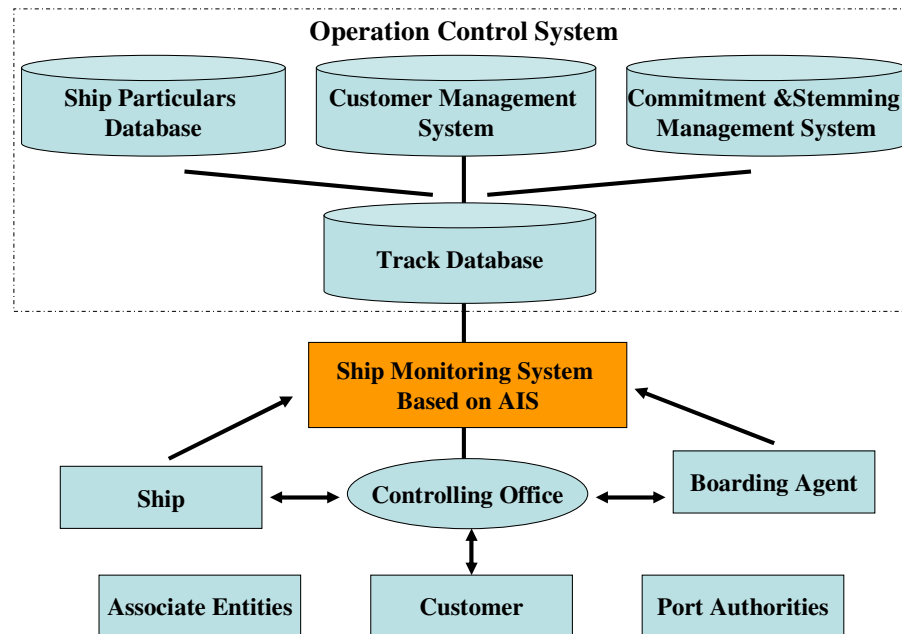 Operation Control System
Ship Particulars
Database
Customer Management
System
Commitment &Stemming
Management System
Track Database
Ship Monitoring System
Based on AIS
Ship
Controlling Office
Boarding Agent
Associate Entities
Customer
Port Authorities